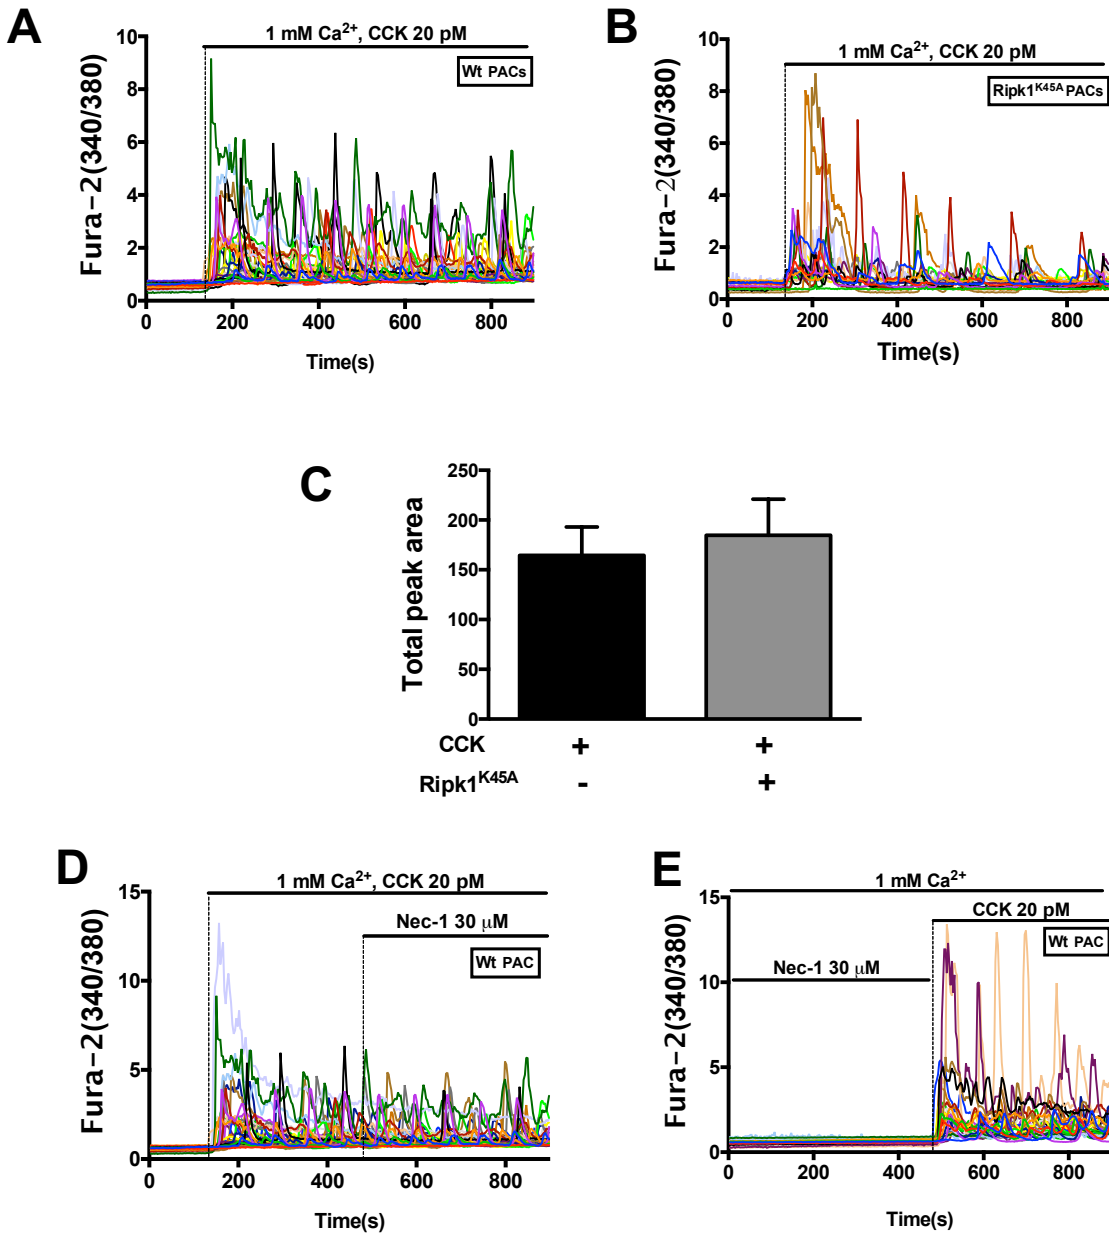 A
1 mM Ca²⁺, CCK 20 pM
Wt PACs
Fura-2(340/380)
10
8
6
4
2
0
0 200 400 600 800
Time(s)
B
1 mM Ca²⁺, CCK 20 pM
Ripk1ᴷ⁴⁵ᴬ PACs
Fura-2(340/380)
10
8
6
4
2
0
0 200 400 600 800
Time(s)
C
Total peak area
250
200
150
100
50
0
CCK + +
Ripk1ᴷ⁴⁵ᴬ - +
D
1 mM Ca²⁺, CCK 20 pM
Nec-1 30 μM
Wt PAC
Fura-2(340/380)
15
10
5
0
0 200 400 600 800
Time(s)
E
1 mM Ca²⁺
CCK 20 pM
Wt PAC
Nec-1 30 μM
Fura-2(340/380)
15
10
5
0
0 200 400 600 800
Time(s)